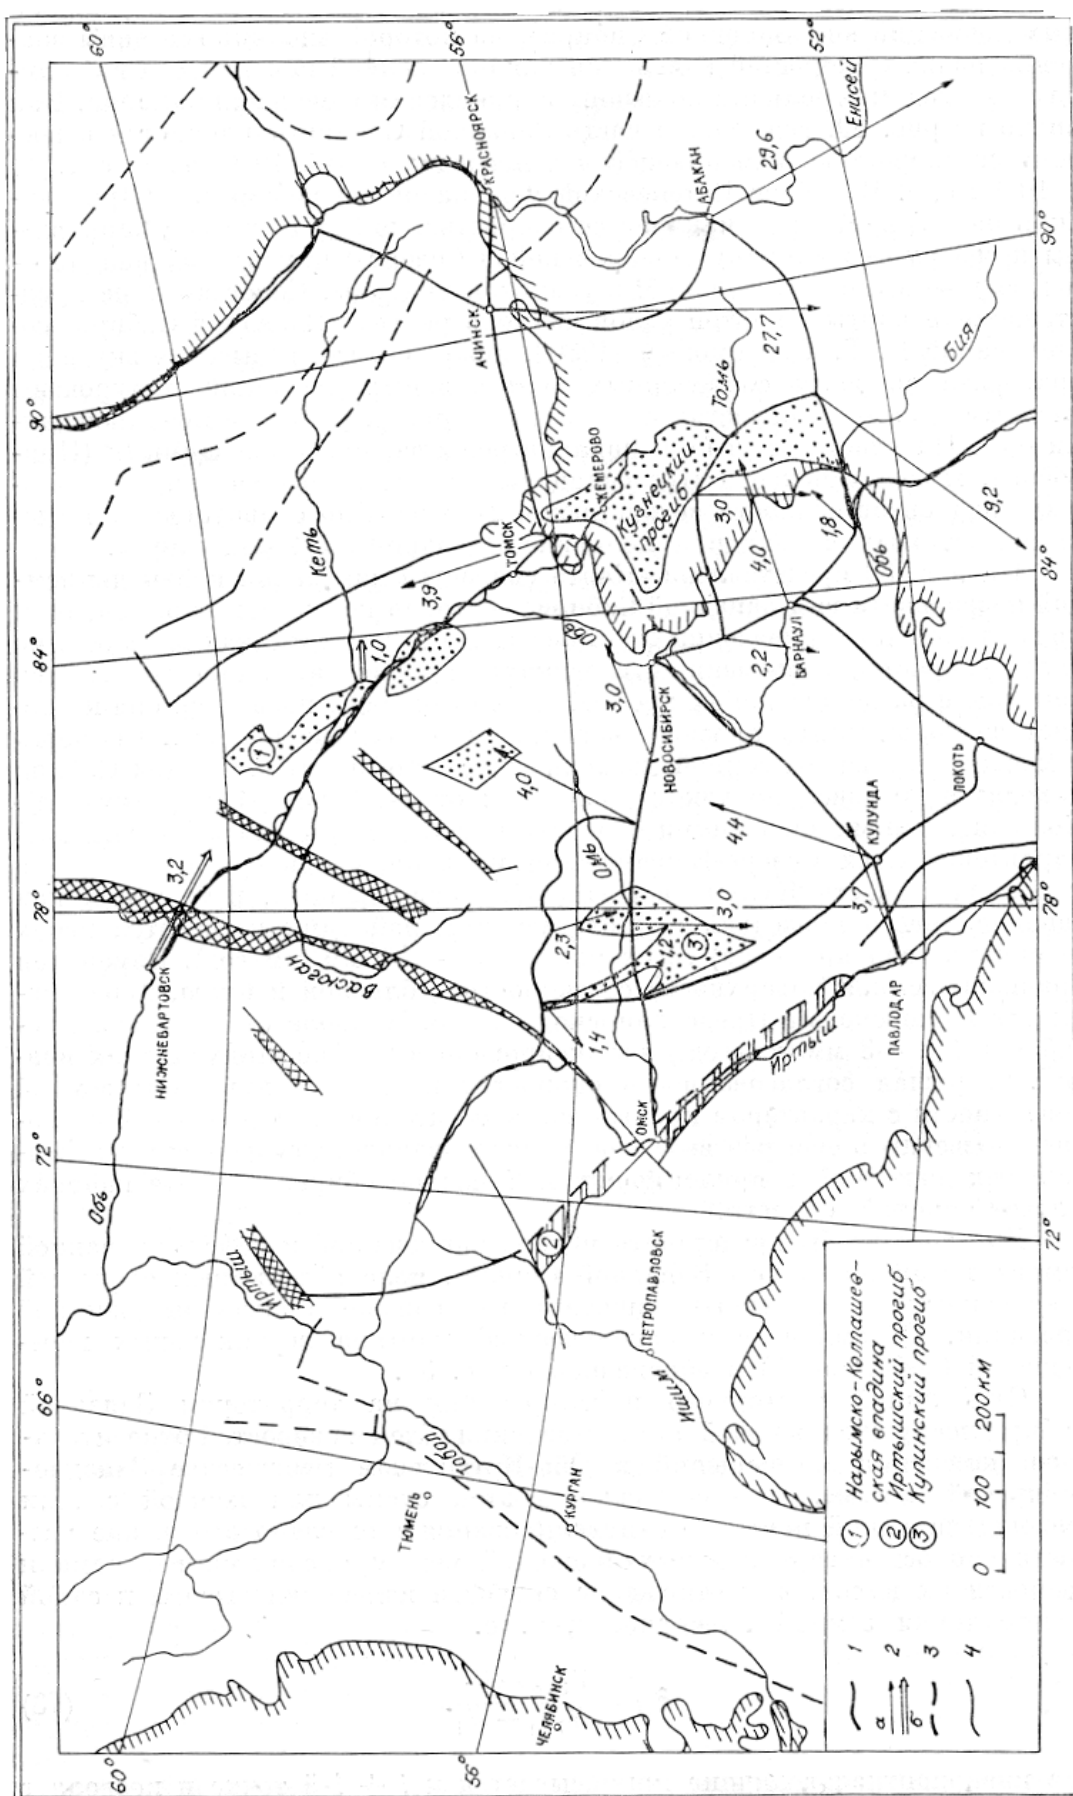 60°
56°
52°
КРАСНОЯРСК
Енисей
29,6
АБАКАН
90°
АЧИНСК
27,7
Томь
Бия
90°
КЕМЕРОВО
Кузнецкий
прогиб
3,0
1,8
9,2
4,0
Обь
84°
Кеть
ТОМСК
3,9
Обь
84°
1,0
2,2
БАРНАУЛ
3,0
НОВОСИБИРСК
1
4,0
ЛОКОТЬ
4,4
КУЛУНДА
Омь
3,2
78°
2,3
1,2
3
3,0
3,7
78°
Васюган
НИЖНЕВАРТОВСК
1,4
ПАВЛОДАР
Иртыш
ОМСК
72°
Обь
Иртыш
2
ПЕТРОПАВЛОВСК
72°
66°
Ишим
Тобол
ТЮМЕНЬ
КУРГАН
ЧЕЛЯБИНСК
60°
56°
1 Нарымско-Колпашев-
ская впадина
2 Иртышский прогиб
3 Купинский прогиб
0 100 200 км
1
а
2
б
3
4